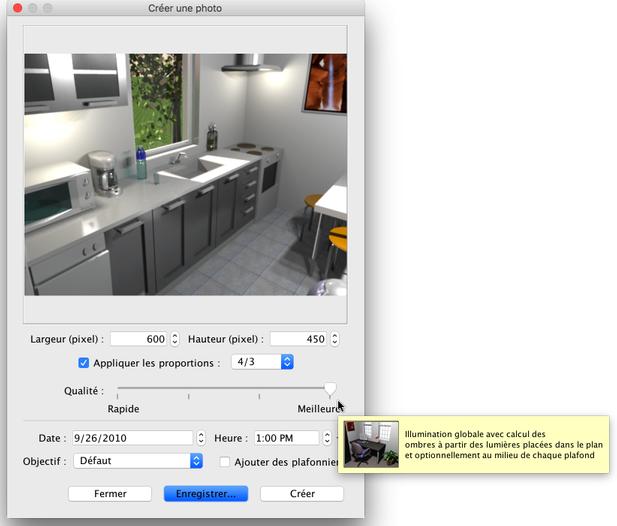 Créer une photo
Largeur (pixel) : 600 Hauteur (pixel) : 450
Appliquer les proportions : 4/3
Qualité :
Rapide Meilleure
Illumination globale avec calcul des
ombres à partir des lumières placées dans le plan
et optionnellement au milieu de chaque plafond
Date : 9/26/2010 Heure : 1:00 PM
Objectif : Défaut Ajouter des plafonnier
Fermer Enregistrer... Créer